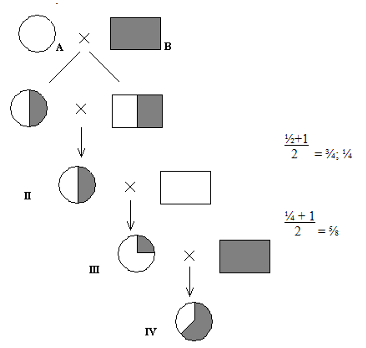 A × B
×
½+1
2 = ¾; ¼
II ×
¼ + 1
2 = ⅝
III ×
IV